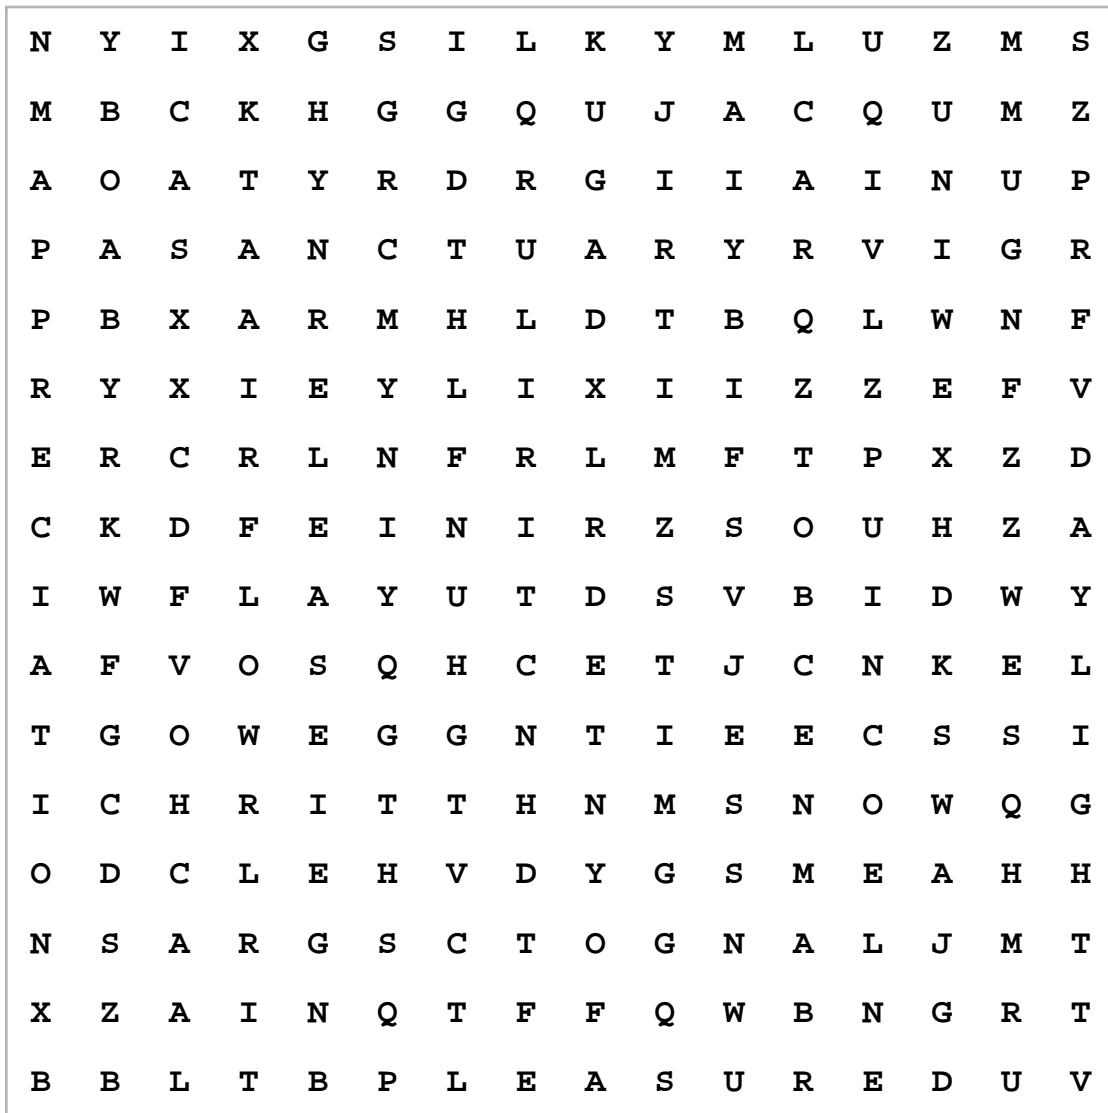 N Y I X G S I L K Y M L U Z M S
M B C K H G G Q U J A C Q U M Z
A O A T Y R D R G I I A I N U P
P A S A N C T U A R Y R V I G R
P B X A R M H L D T B Q L W N F
R Y X I E Y L I X I I Z Z E F V
E R C R L N F R L M F T P X Z D
C K D F E I N I R Z S O U H Z A
I W F L A Y U T D S V B I D W Y
A F V O S Q H C E T J C N K E L
T G O W E G G N T I E E C S S I
I C H R I T T H N M S N O W Q G
O D C L E H V D Y G S M E A H H
N S A R G S C T O G N A L J M T
X Z A I N Q T F F Q W B N G R T
B B L T B P L E A S U R E D U V